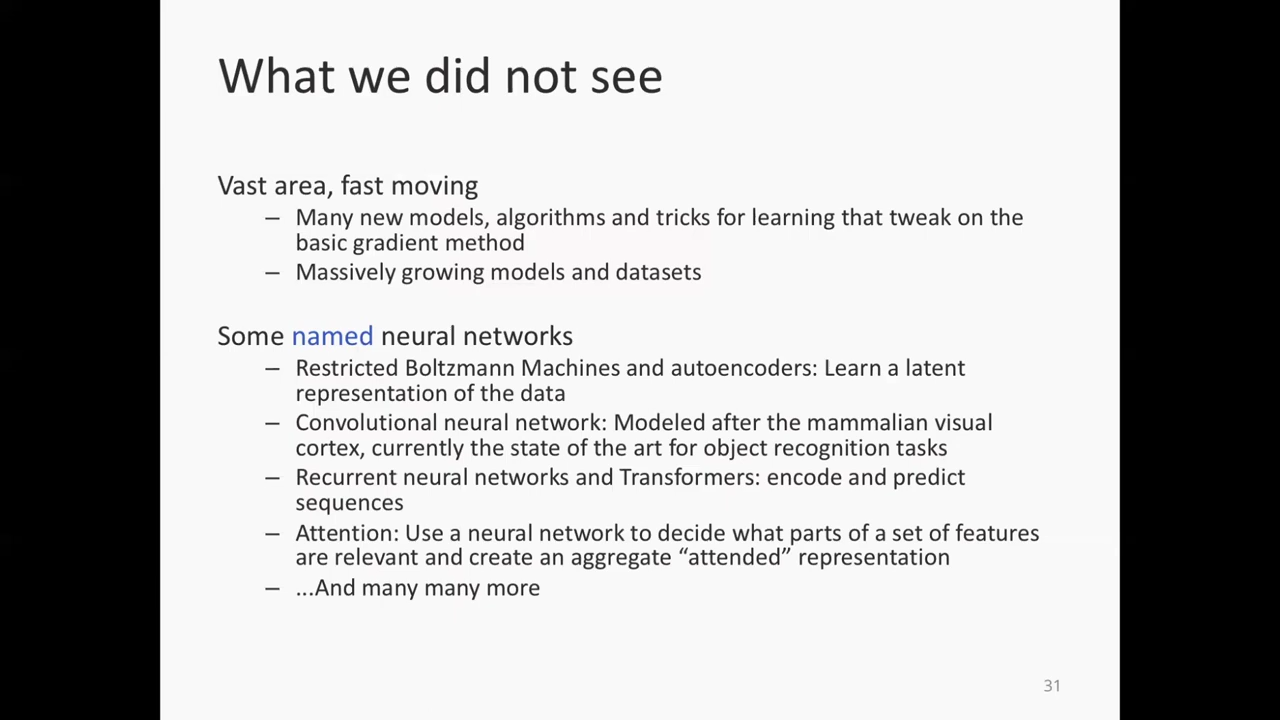 What we did not see
Vast area, fast moving
– Many new models, algorithms and tricks for learning that tweak on the
basic gradient method
– Massively growing models and datasets
Some named neural networks
– Restricted Boltzmann Machines and autoencoders: Learn a latent
representation of the data
– Convolutional neural network: Modeled after the mammalian visual
cortex, currently the state of the art for object recognition tasks
– Recurrent neural networks and Transformers: encode and predict
sequences
– Attention: Use a neural network to decide what parts of a set of features
are relevant and create an aggregate “attended” representation
– ...And many many more
31